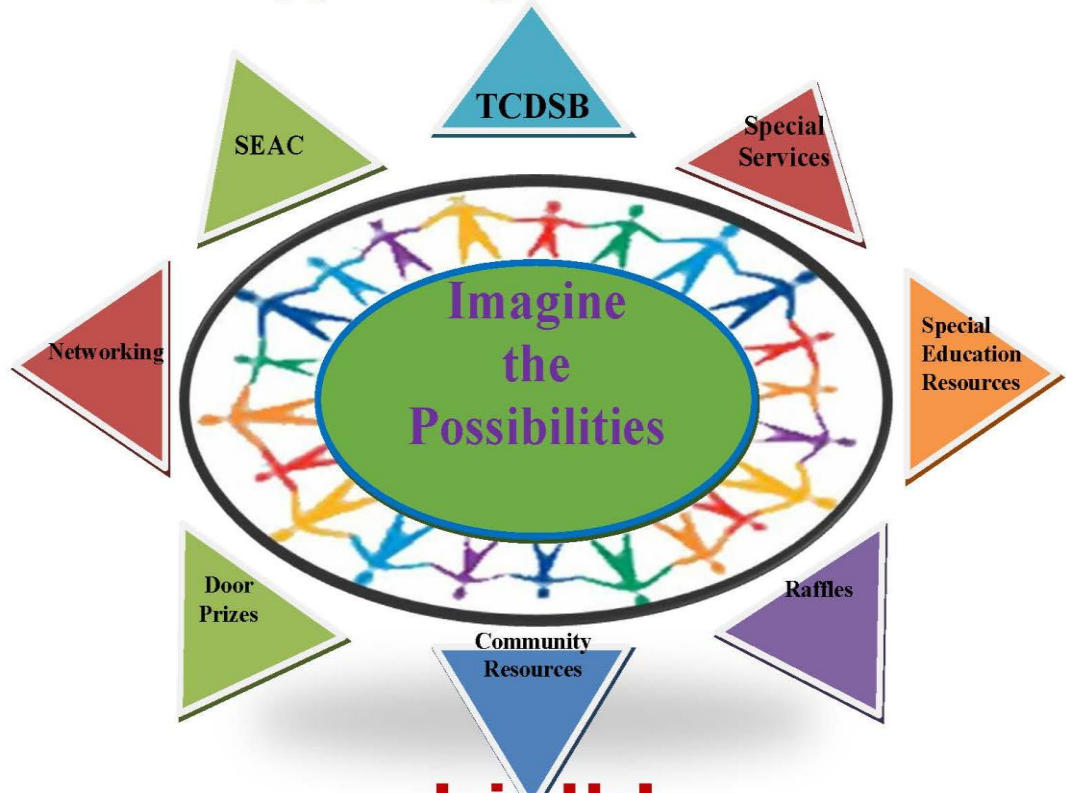 TCDSB
Special
Services
Special
Education
Resources
Raffles
Community
Resources
Door
Prizes
Networking
SEAC
Imagine
the
Possibilities